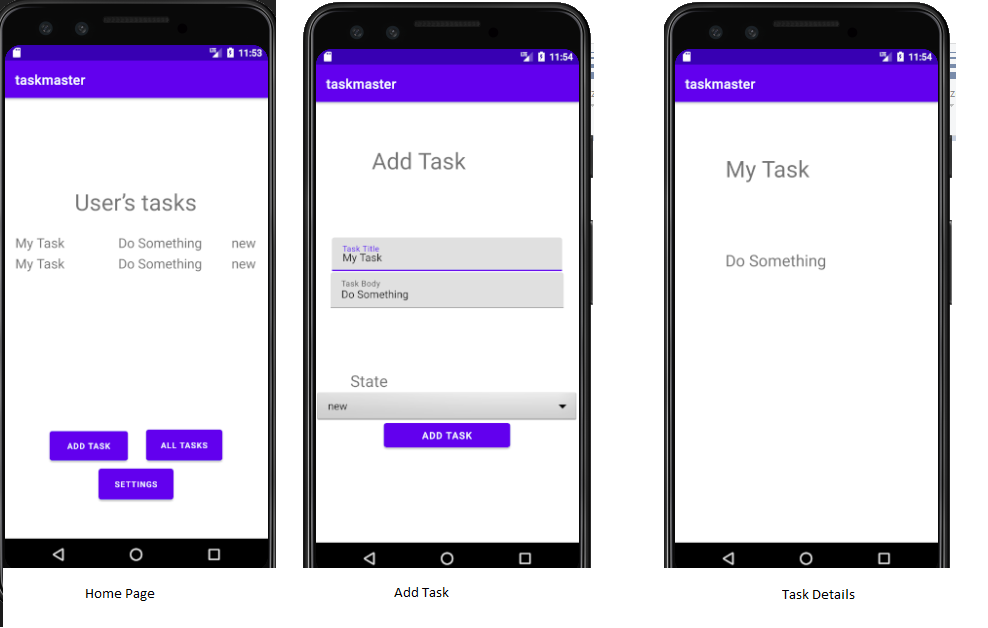 11:53
taskmaster
User’s tasks
My Task Do Something new
My Task Do Something new
ADD TASK ALL TASKS
SETTINGS
Home Page
11:54
taskmaster
Add Task
Task Title
My Task
Task Body
Do Something
State
new
ADD TASK
Add Task
11:54
taskmaster
My Task
Do Something
Task Details